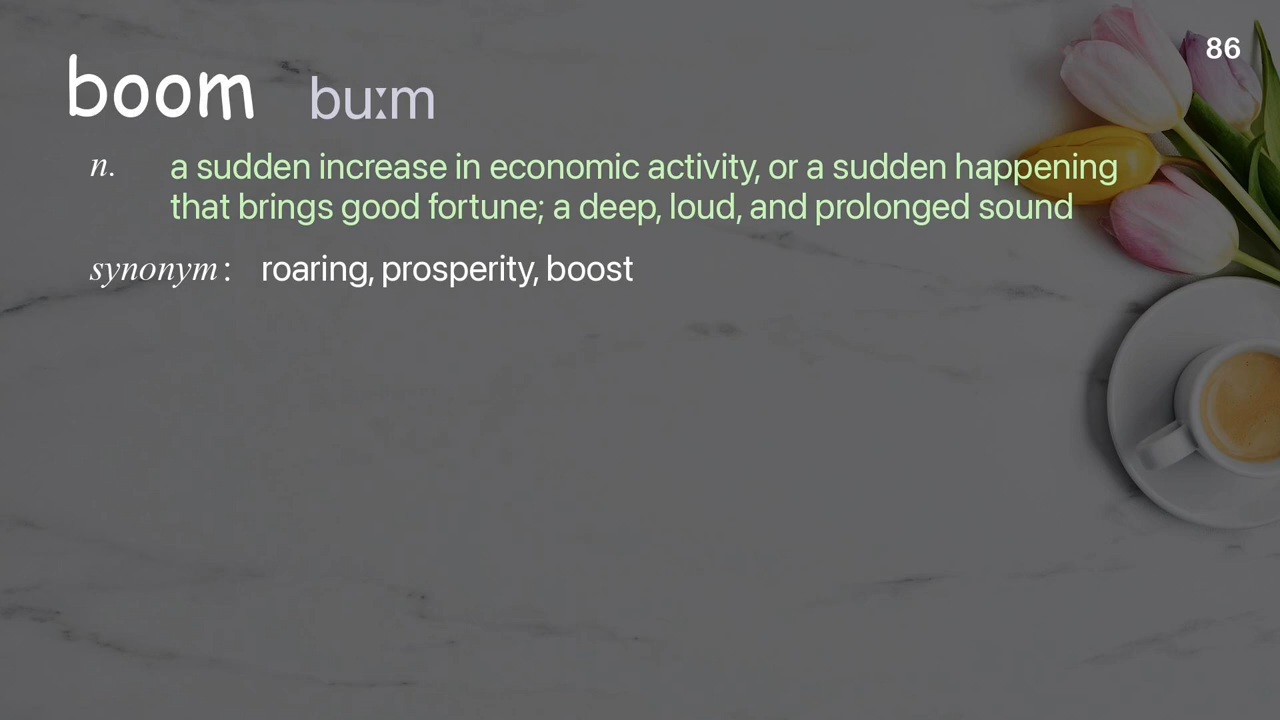 86
boom buːm
n. a sudden increase in economic activity, or a sudden happening
that brings good fortune; a deep, loud, and prolonged sound
synonym : roaring, prosperity, boost